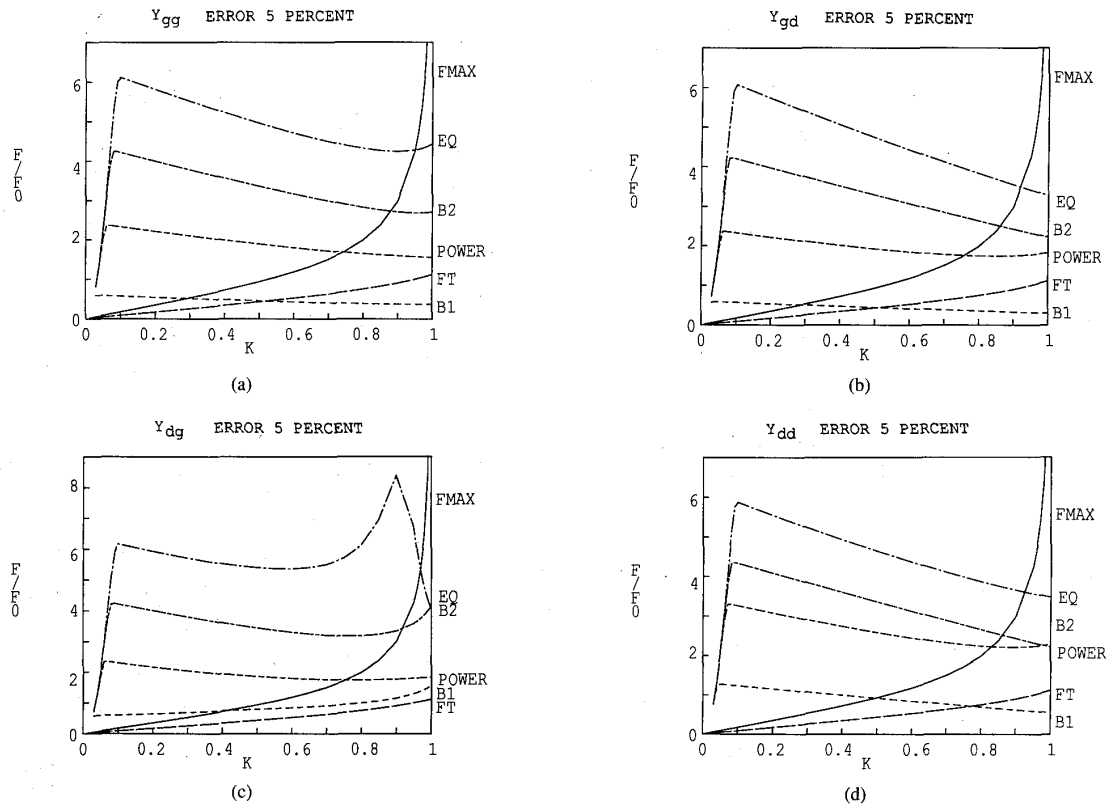 Ygg ERROR 5 PERCENT
6
4
2
0
F/F0
0
0.2
0.4
0.6
0.8
1
K
FMAX
EQ
B2
POWER
FT
B1
(a)
Ygd ERROR 5 PERCENT
6
4
2
0
F/F0
0
0.2
0.4
0.6
0.8
1
K
FMAX
EQ
B2
POWER
FT
B1
(b)
Ydg ERROR 5 PERCENT
8
6
4
2
0
F/F0
0
0.2
0.4
0.6
0.8
1
K
FMAX
EQ
B2
POWER
B1
FT
(c)
Ydd ERROR 5 PERCENT
6
4
2
0
F/F0
0
0.2
0.4
0.6
0.8
1
K
FMAX
EQ
B2
POWER
FT
B1
(d)